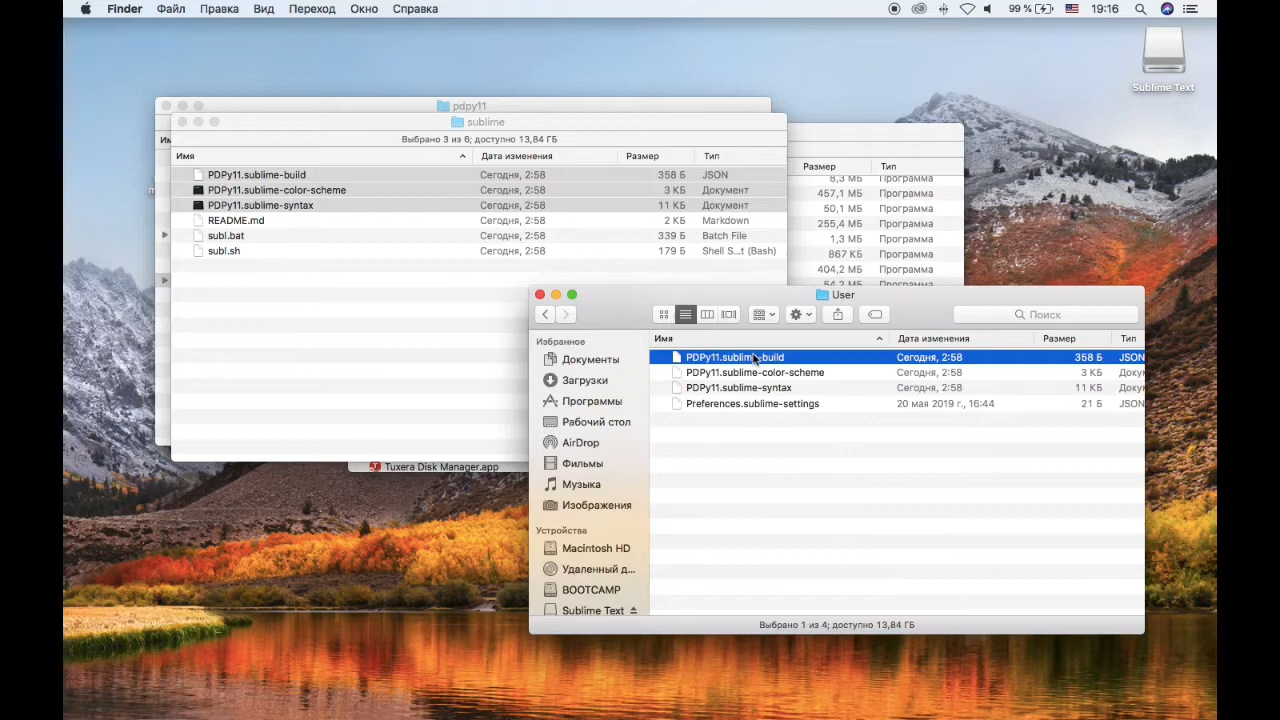 Finder Файл Правка Вид Переход Окно Справка 99 % 19:16
Sublime Text
pdpy11
sublime
Выбрано 3 из 6; доступно 13,84 ГБ
Имя Дата изменения Размер Тип
PDPy11.sublime-build Сегодня, 2:58 358 Б JSON
PDPy11.sublime-color-scheme Сегодня, 2:58 3 КБ Документ
PDPy11.sublime-syntax Сегодня, 2:58 11 КБ Документ
README.md Сегодня, 2:58 2 КБ Markdown
subl.bat Сегодня, 2:58 339 Б Batch File
subl.sh Сегодня, 2:58 179 Б Shell S...t (Bash)
Размер Тип
8,3 МБ Программа
457,1 МБ Программа
50,1 МБ Программа
255,4 МБ Программа
1,3 МБ Программа
867 КБ Программа
404,2 МБ Программа
54,2 МБ Программа
Tuxera Disk Manager.app
User
Поиск
Избранное
Документы
Загрузки
Программы
Рабочий стол
AirDrop
Фильмы
Музыка
Изображения
Устройства
Macintosh HD
Удаленный д...
BOOTCAMP
Sublime Text
Имя Дата изменения Размер Тип
PDPy11.sublime-build Сегодня, 2:58 358 Б JSON
PDPy11.sublime-color-scheme Сегодня, 2:58 3 КБ Докум
PDPy11.sublime-syntax Сегодня, 2:58 11 КБ Докум
Preferences.sublime-settings 20 мая 2019 г., 16:44 21 Б JSON
Выбрано 1 из 4; доступно 13,84 ГБ